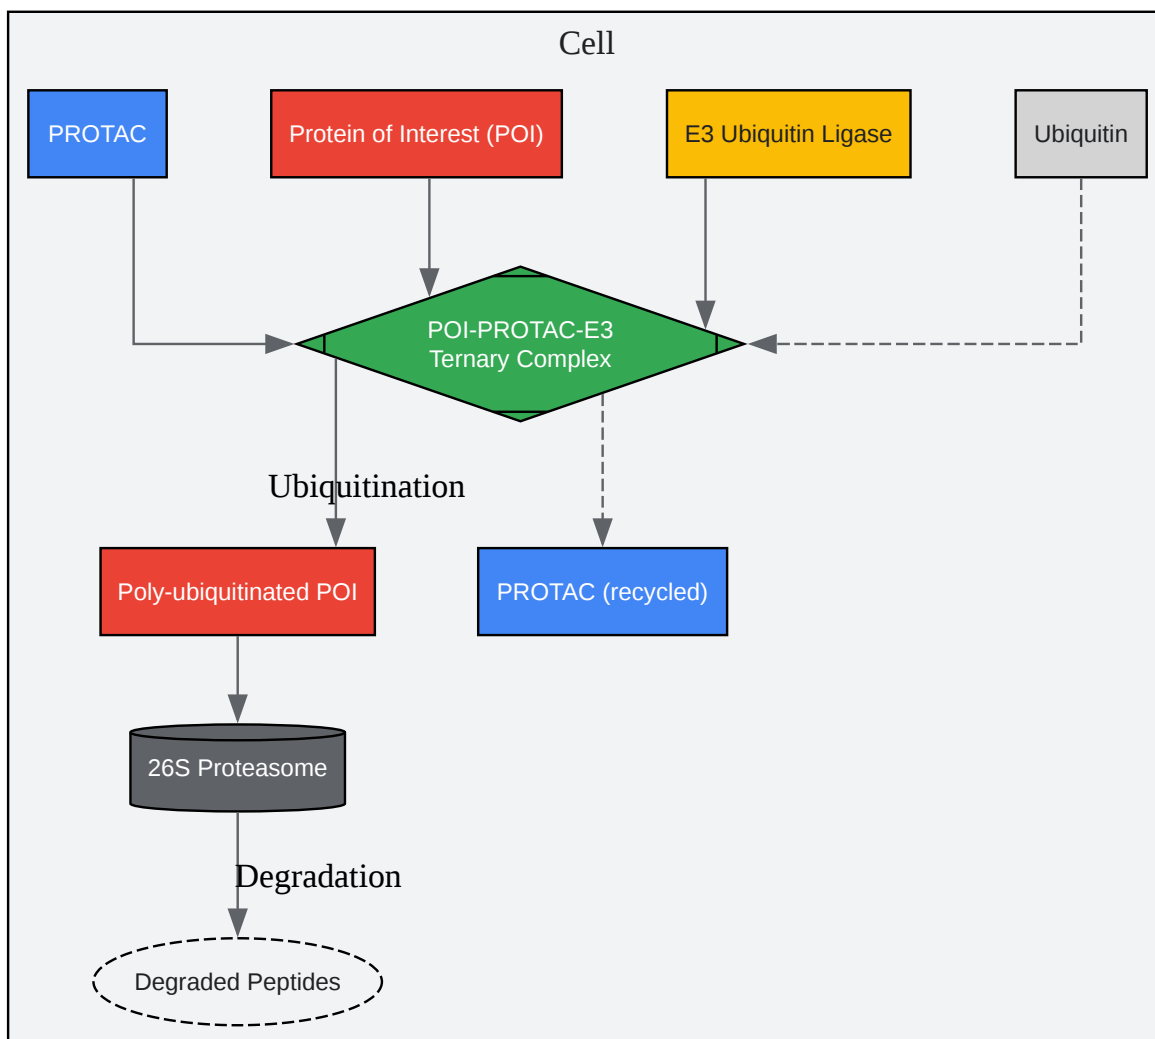 Cell
PROTAC
Protein of Interest (POI)
E3 Ubiquitin Ligase
Ubiquitin
POI-PROTAC-E3
Ternary Complex
Ubiquitination
Poly-ubiquitinated POI
PROTAC (recycled)
26S Proteasome
Degradation
Degraded Peptides